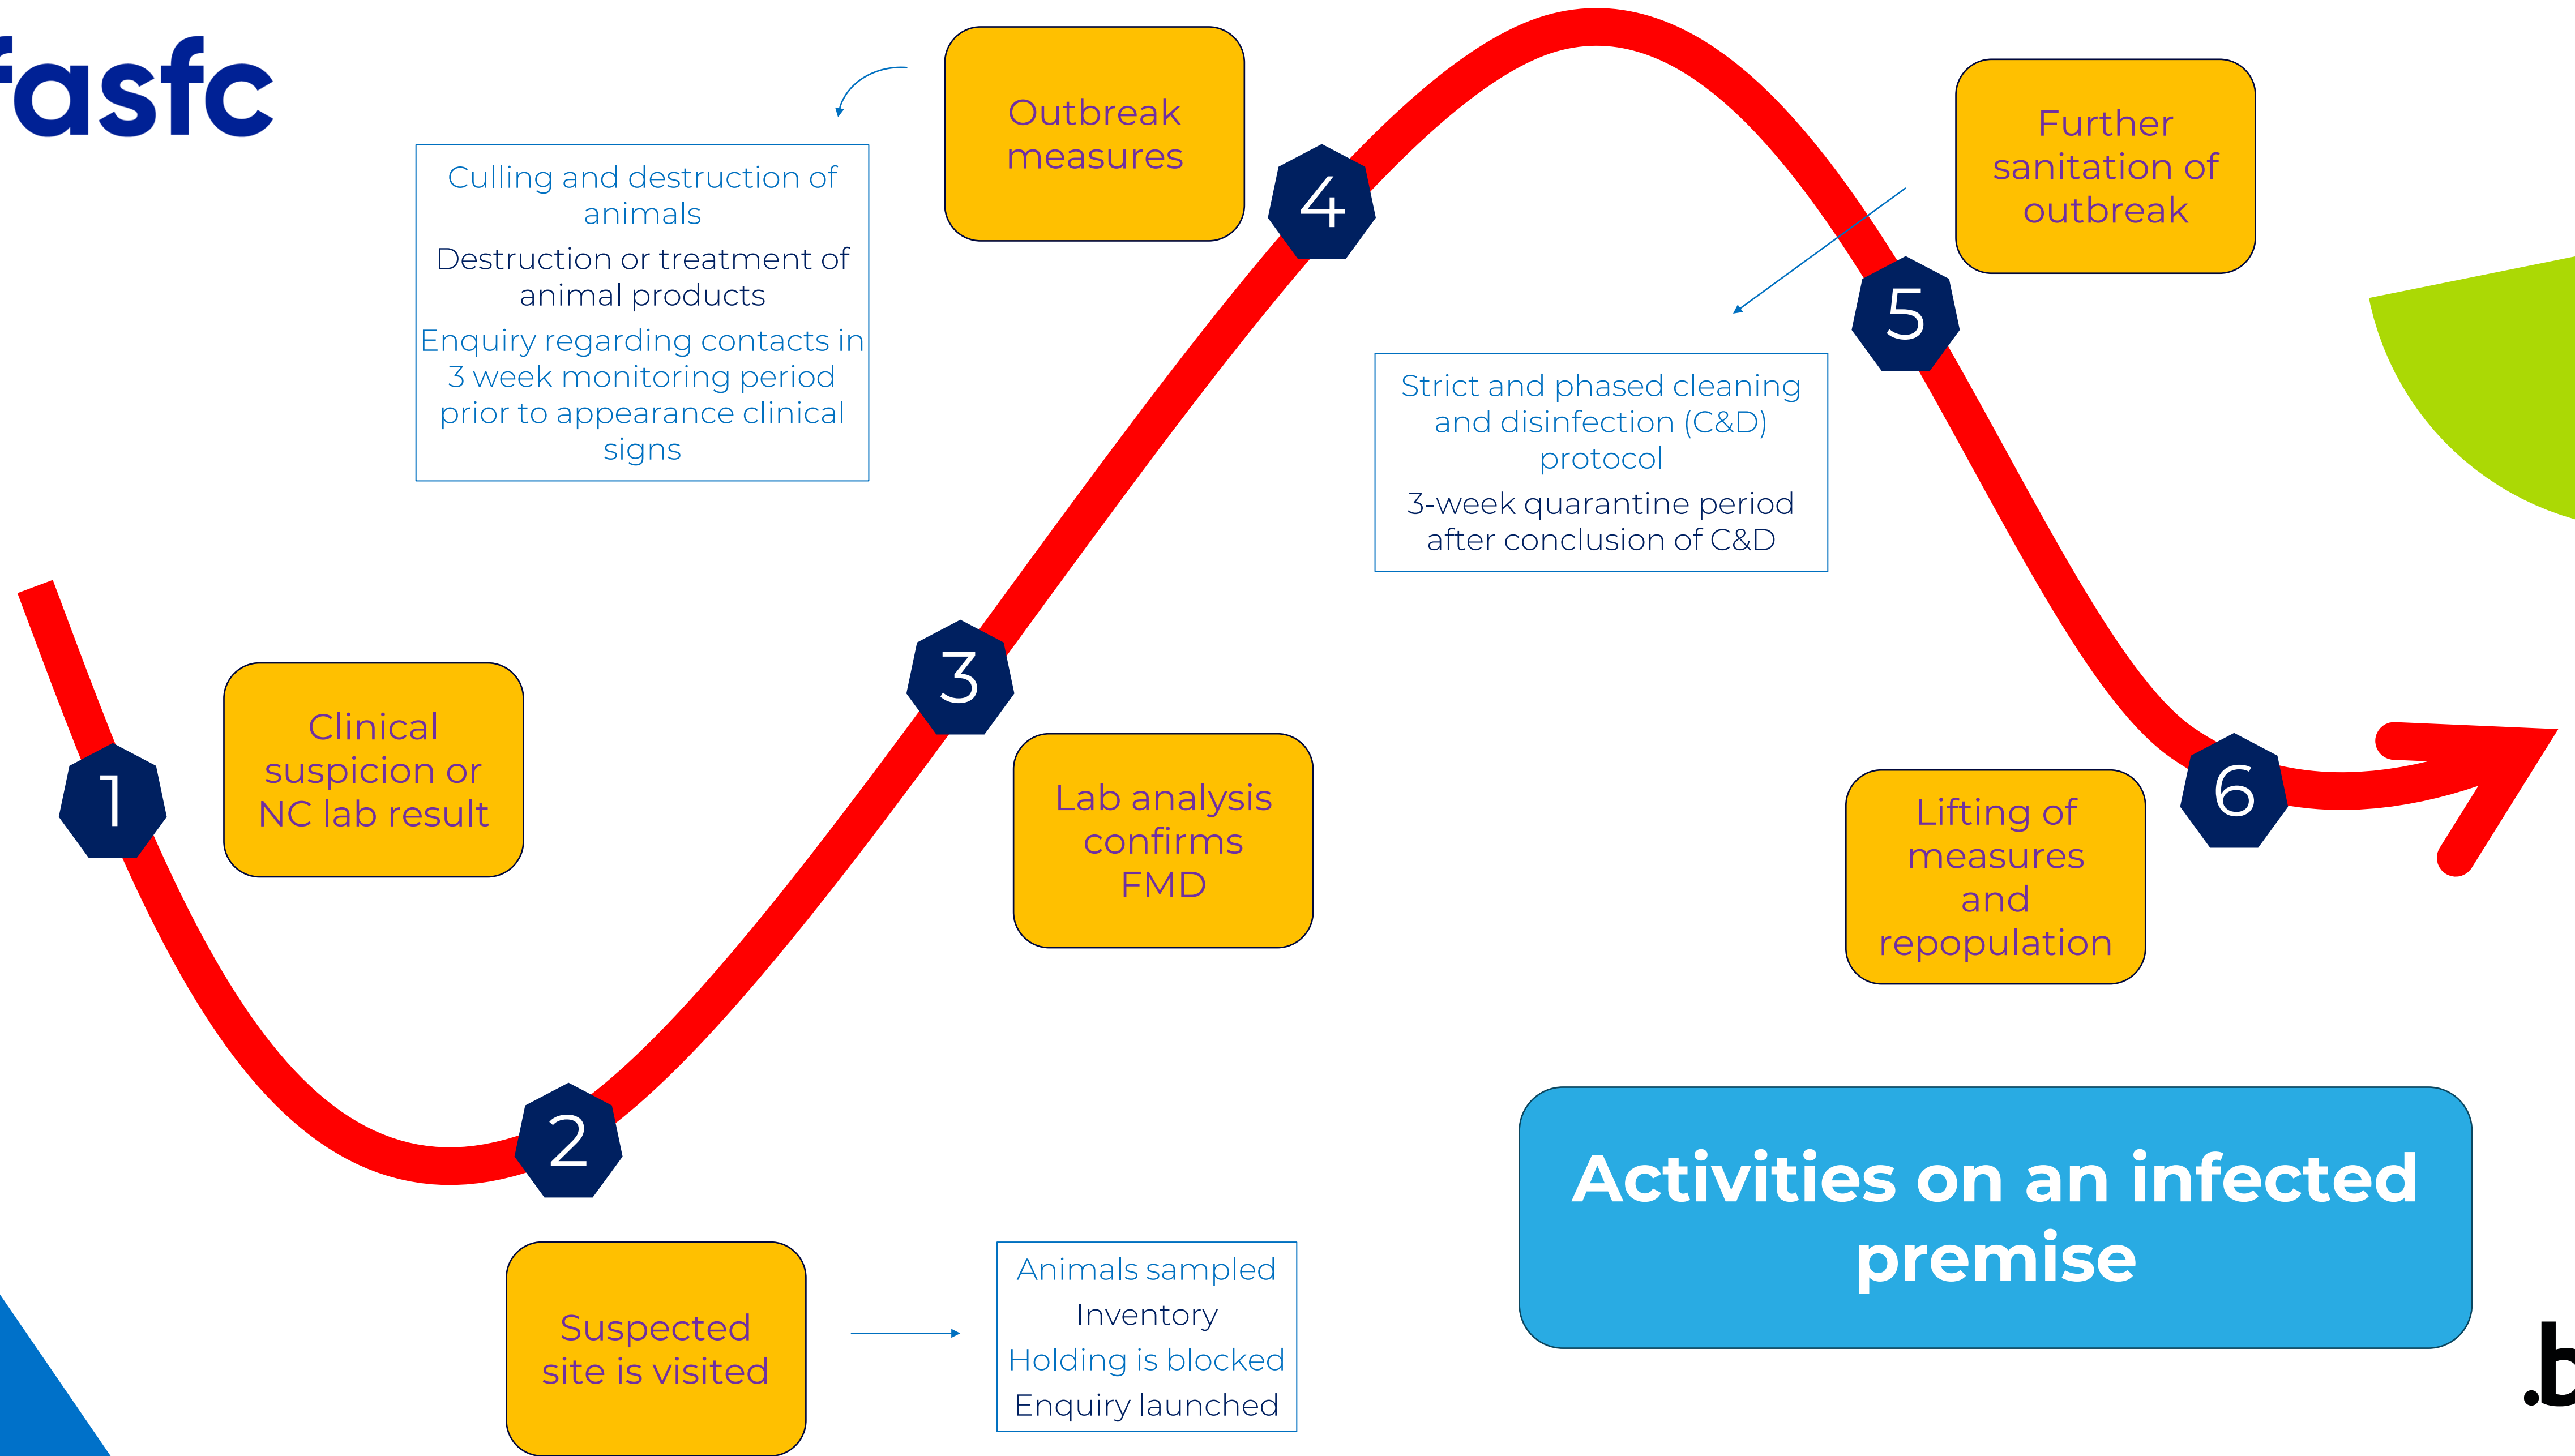 fasfc
Outbreak
measures
Culling and destruction of
animals
Destruction or treatment of
animal products
Enquiry regarding contacts in
3 week monitoring period
prior to appearance clinical
signs
4
Further
sanitation of
outbreak
5
Strict and phased cleaning
and disinfection (C&D)
protocol
3-week quarantine period
after conclusion of C&D
1
Clinical
suspicion or
NC lab result
3
Lab analysis
confirms
FMD
6
Lifting of
measures
and
repopulation
2
Suspected
site is visited
Animals sampled
Inventory
Holding is blocked
Enquiry launched
Activities on an infected
premise
.b